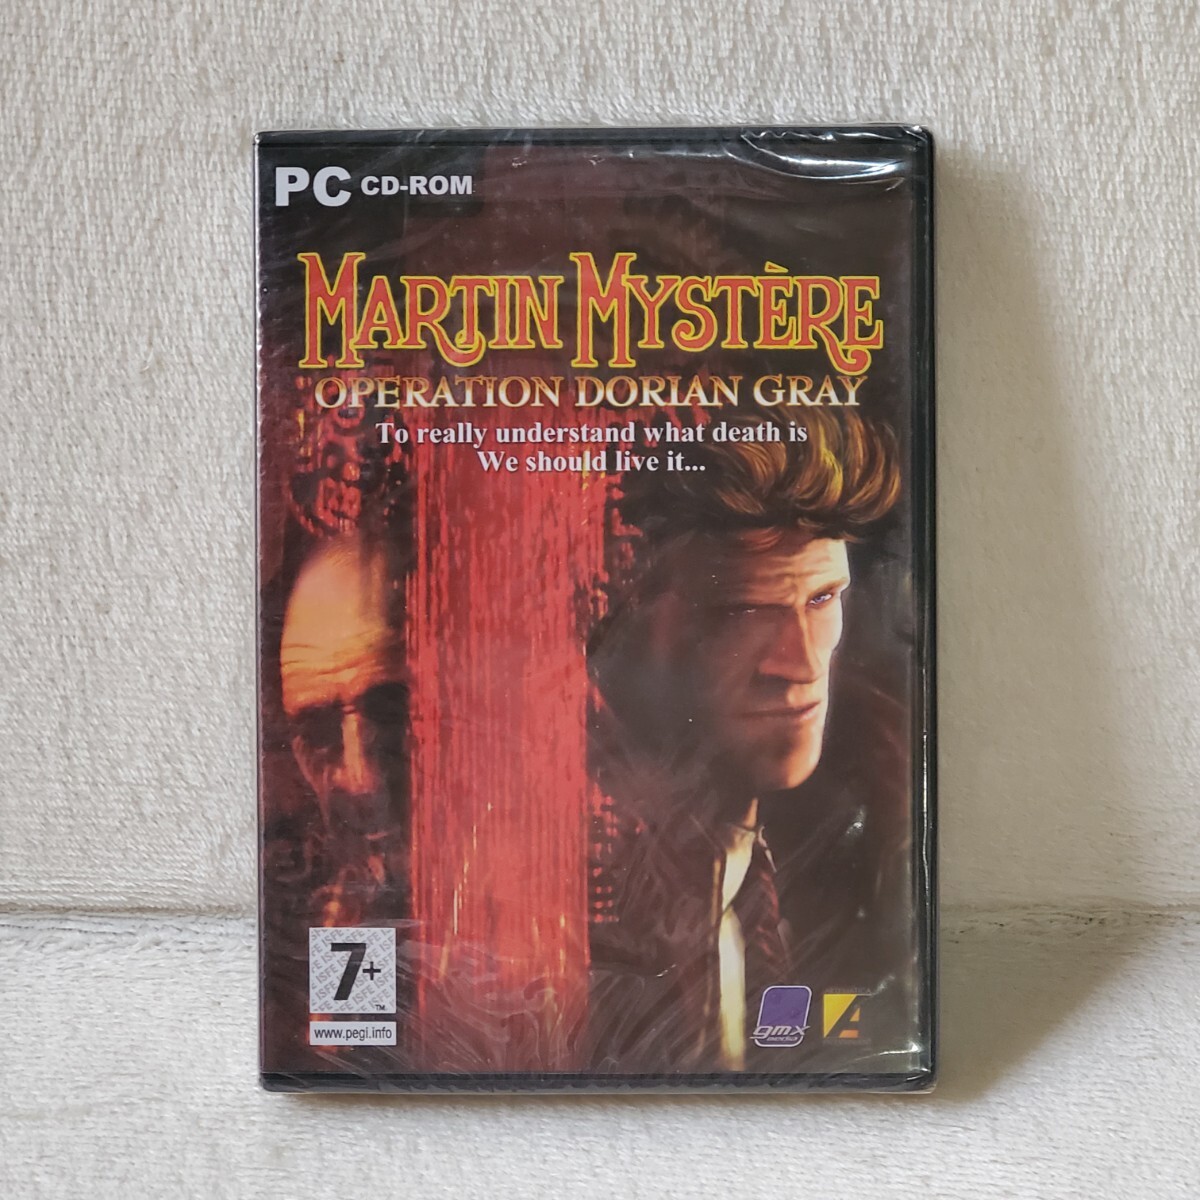 PC CD-ROM
MARTIN MYSTÈRE
OPERATION DORIAN GRAY
To really understand what death is
We should live it...
7+
TM
www.pegi.info
gmx
media